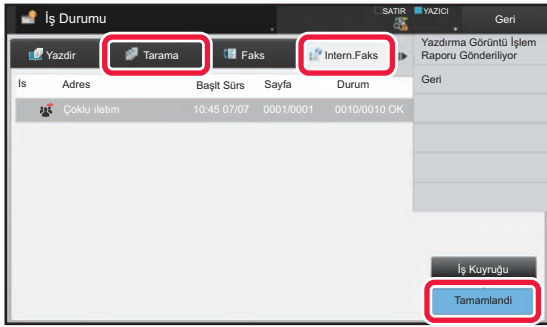 İş Durumu
SATIR
YAZICI
Geri
Yazdir
Tarama
Faks
Intern.Faks
Yazdırma Görüntü İşlem
Raporu Gönderiliyor
Geri
Is
Adres
Başlt Sürs
Sayfa
Durum
Çoklu iletim
10:45 07/07
0001/0001
0010/0010 OK
İş Kuyruğu
Tamamlandi